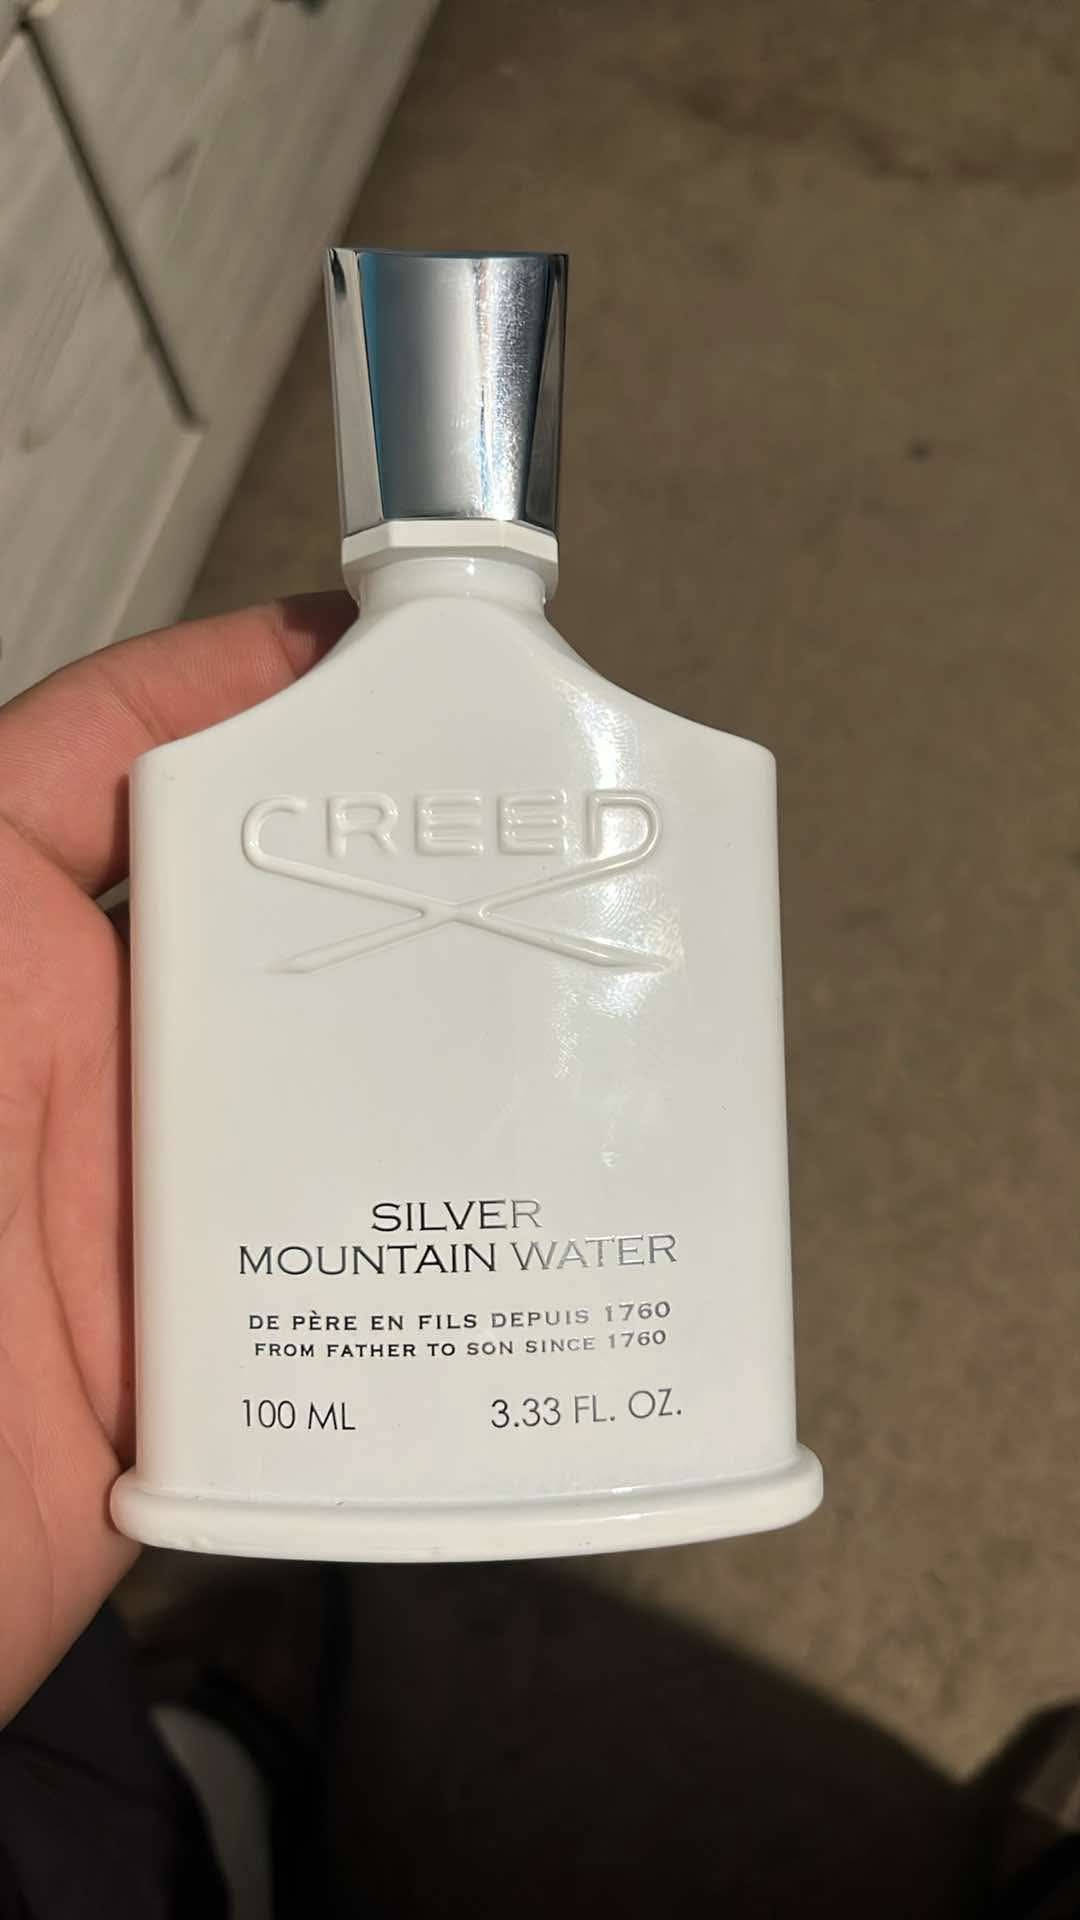 CREED
SILVER
MOUNTAIN WATER
DE PÈRE EN FILS DEPUIS 1760
FROM FATHER TO SON SINCE 1760
100 ML 3.33 FL. OZ.